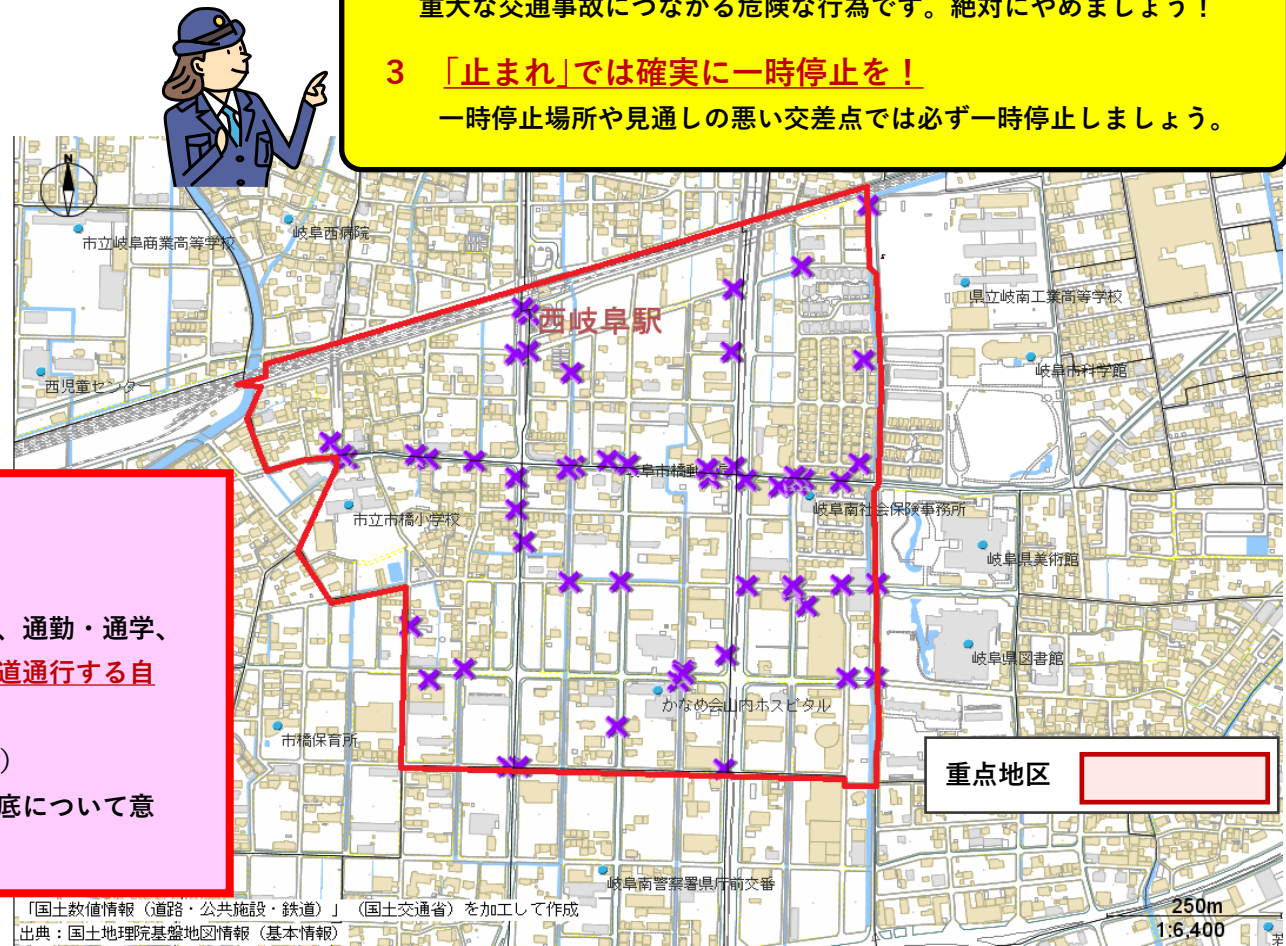 重大な交通事故につながる危険な行為です。絶対にやめましょう！
3 「止まれ」では確実に一時停止を！
一時停止場所や見通しの悪い交差点では必ず一時停止しましょう。
N
市立岐阜商業高等学校
岐阜西病院
県立岐南工業高等学校
西岐阜駅
西児童センター
岐阜市科学館
岐阜南社会保険事務所
市立市橋小学校
岐阜県美術館
、通勤・通学、
道通行する自
）
底について意
岐阜県図書館
かなめ会山内ホスピタル
市橋保育所
重点地区
岐阜南警察署県庁前交番
「国土数値情報（道路・公共施設・鉄道）」（国土交通省）を加工して作成
出典：国土地理院基盤地図情報（基本情報）
250m
1:6,400